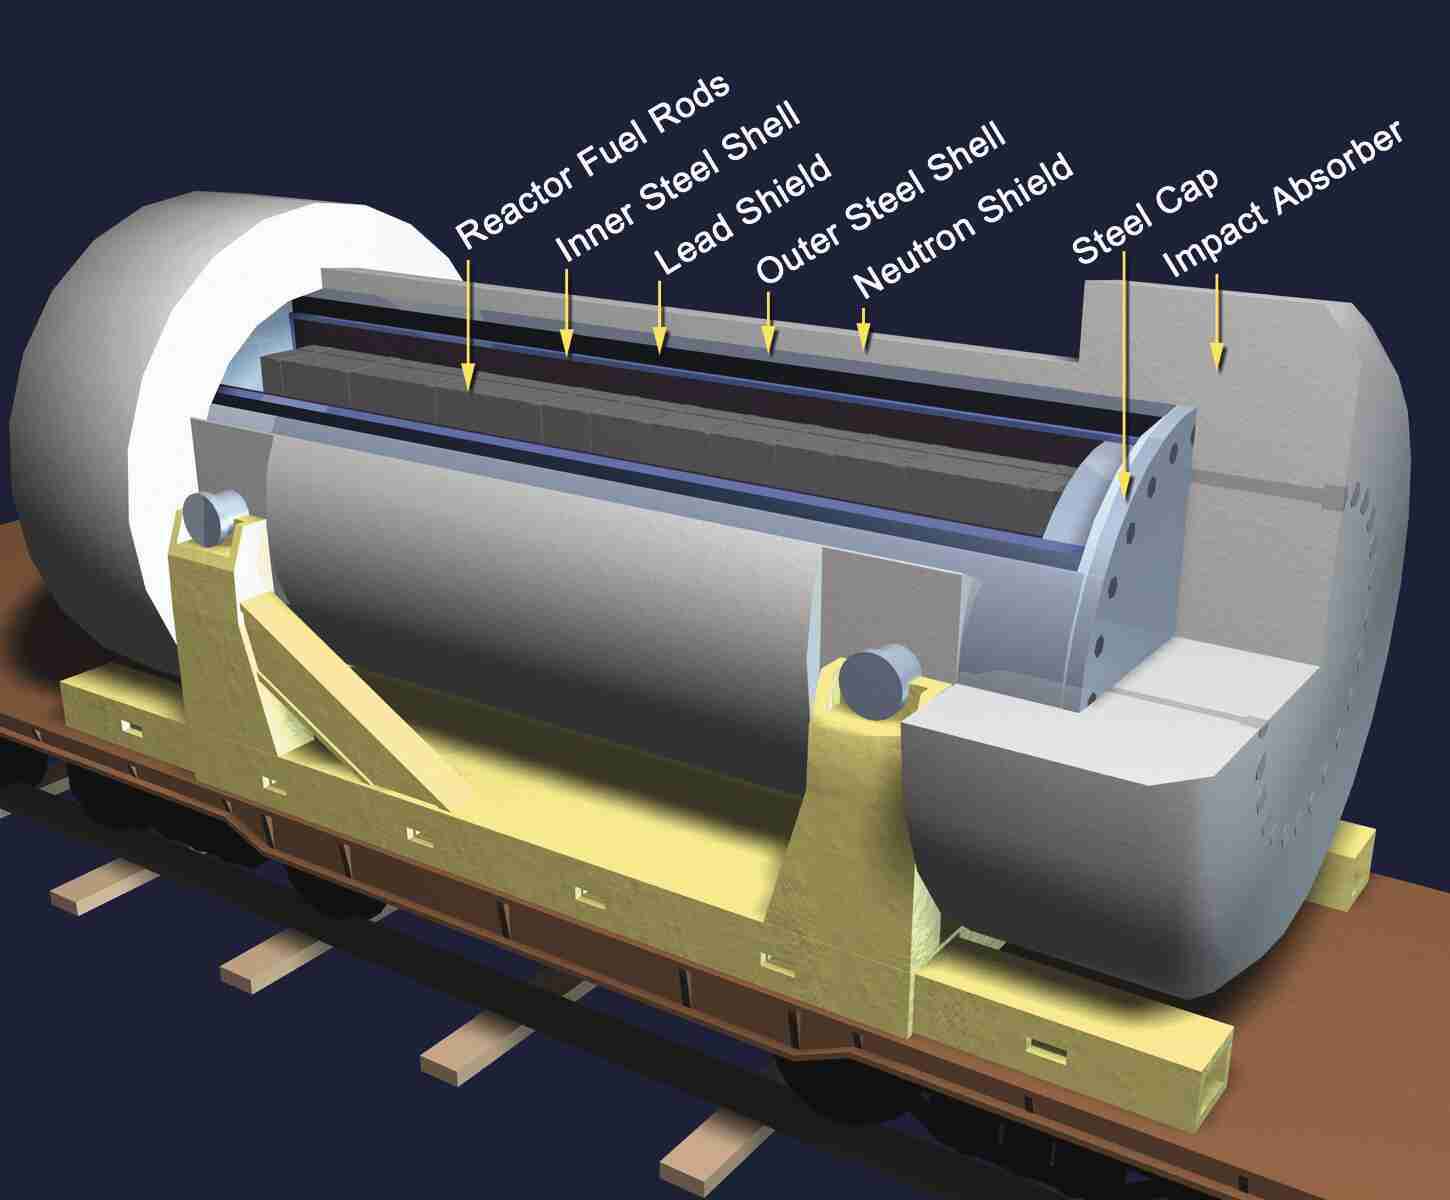 Reactor Fuel Rods
Inner Steel Shell
Lead Shield
Outer Steel Shell
Neutron Shield
Steel Cap
Impact Absorber